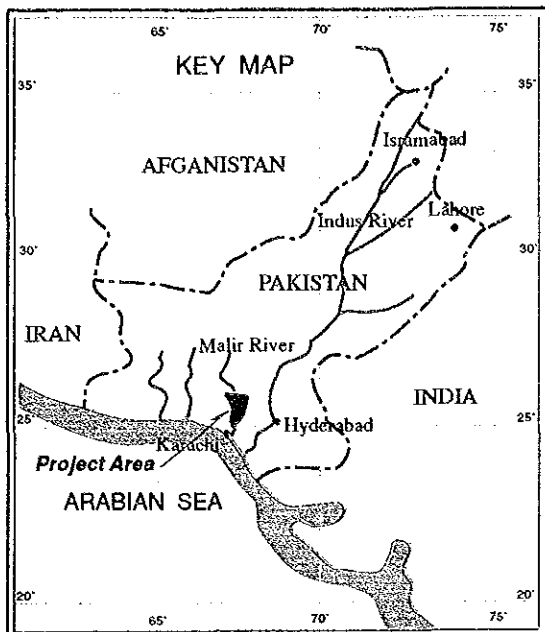 65°
70°
75°
35°
KEY MAP
35°
Isramabad
AFGANISTAN
Lahore
Indus River
30°
30°
PAKISTAN
IRAN
Malir River
INDIA
25°
25°
Hyderabad
Karachi
Project Area
ARABIAN SEA
20°
20°
65°
70°
75°